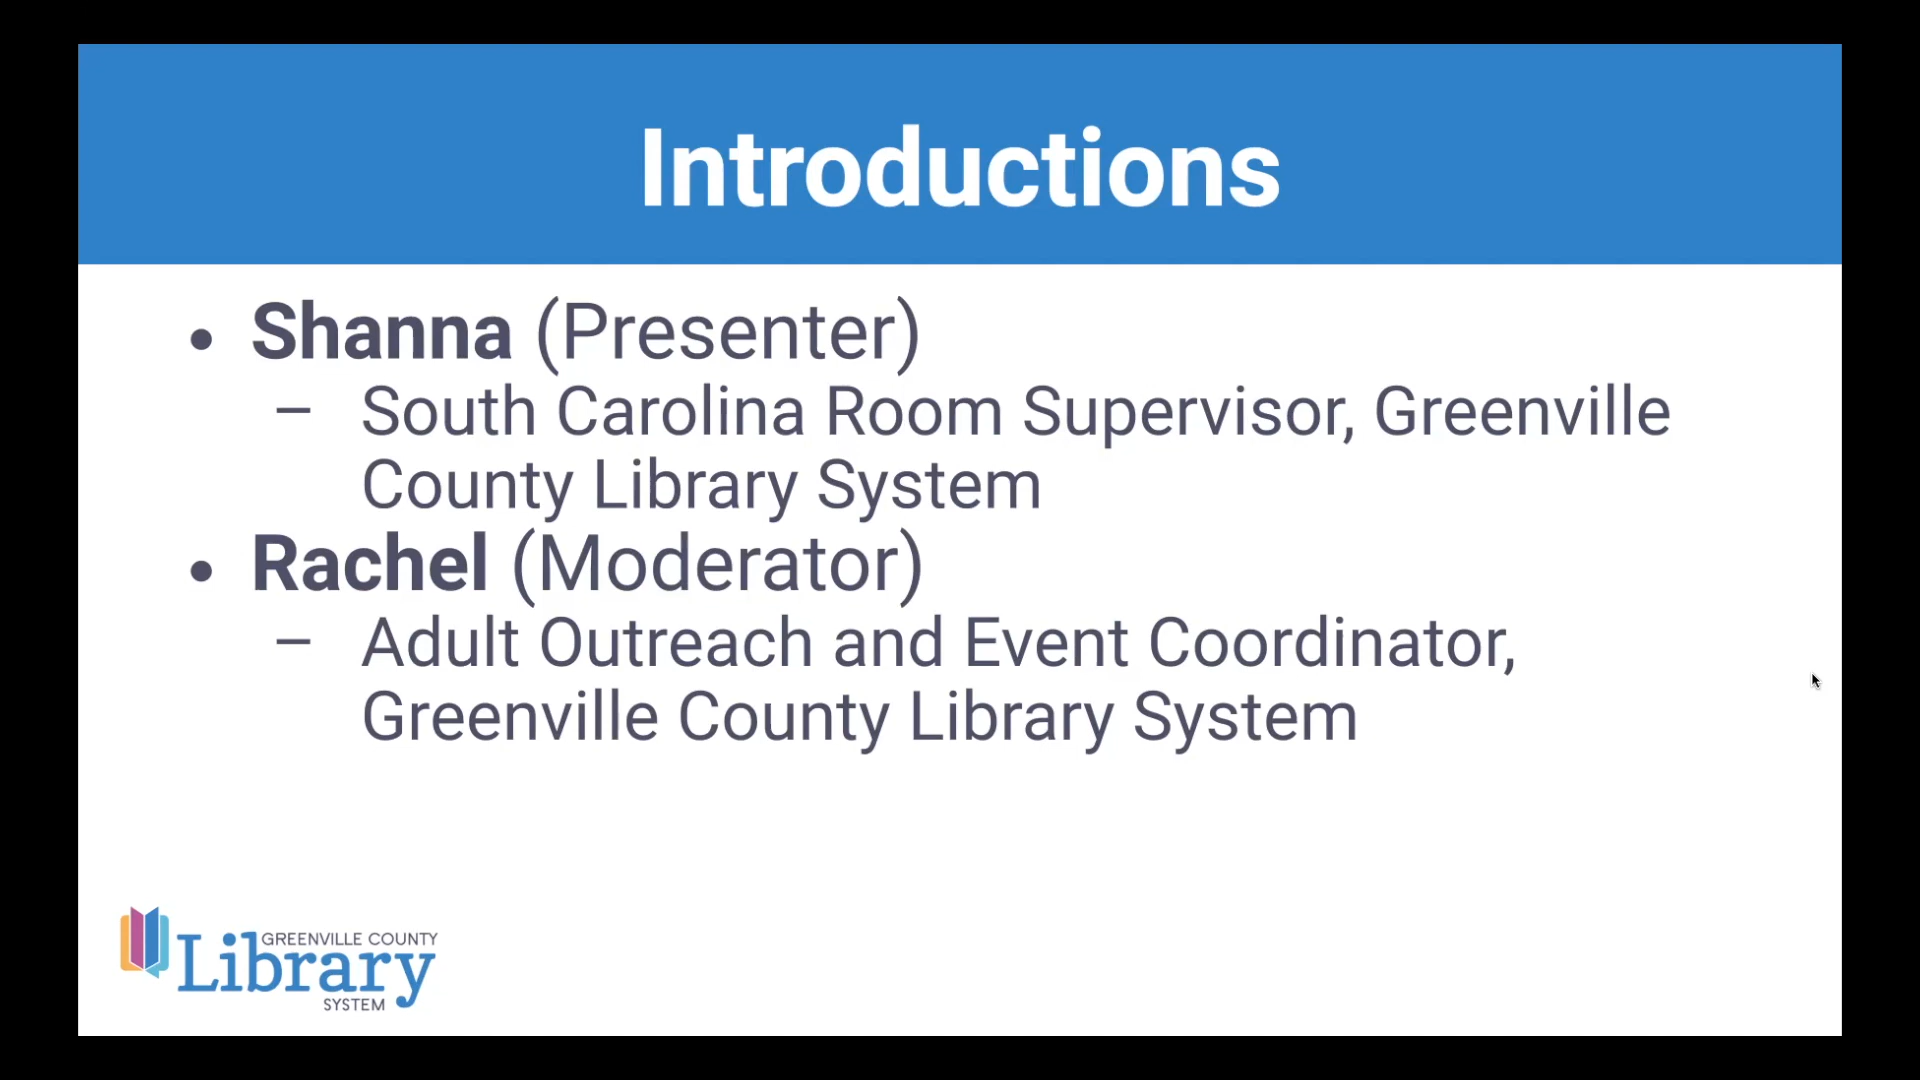 Introductions
• Shanna (Presenter)
– South Carolina Room Supervisor, Greenville
County Library System
• Rachel (Moderator)
– Adult Outreach and Event Coordinator,
Greenville County Library System
GREENVILLE COUNTY
Library
SYSTEM